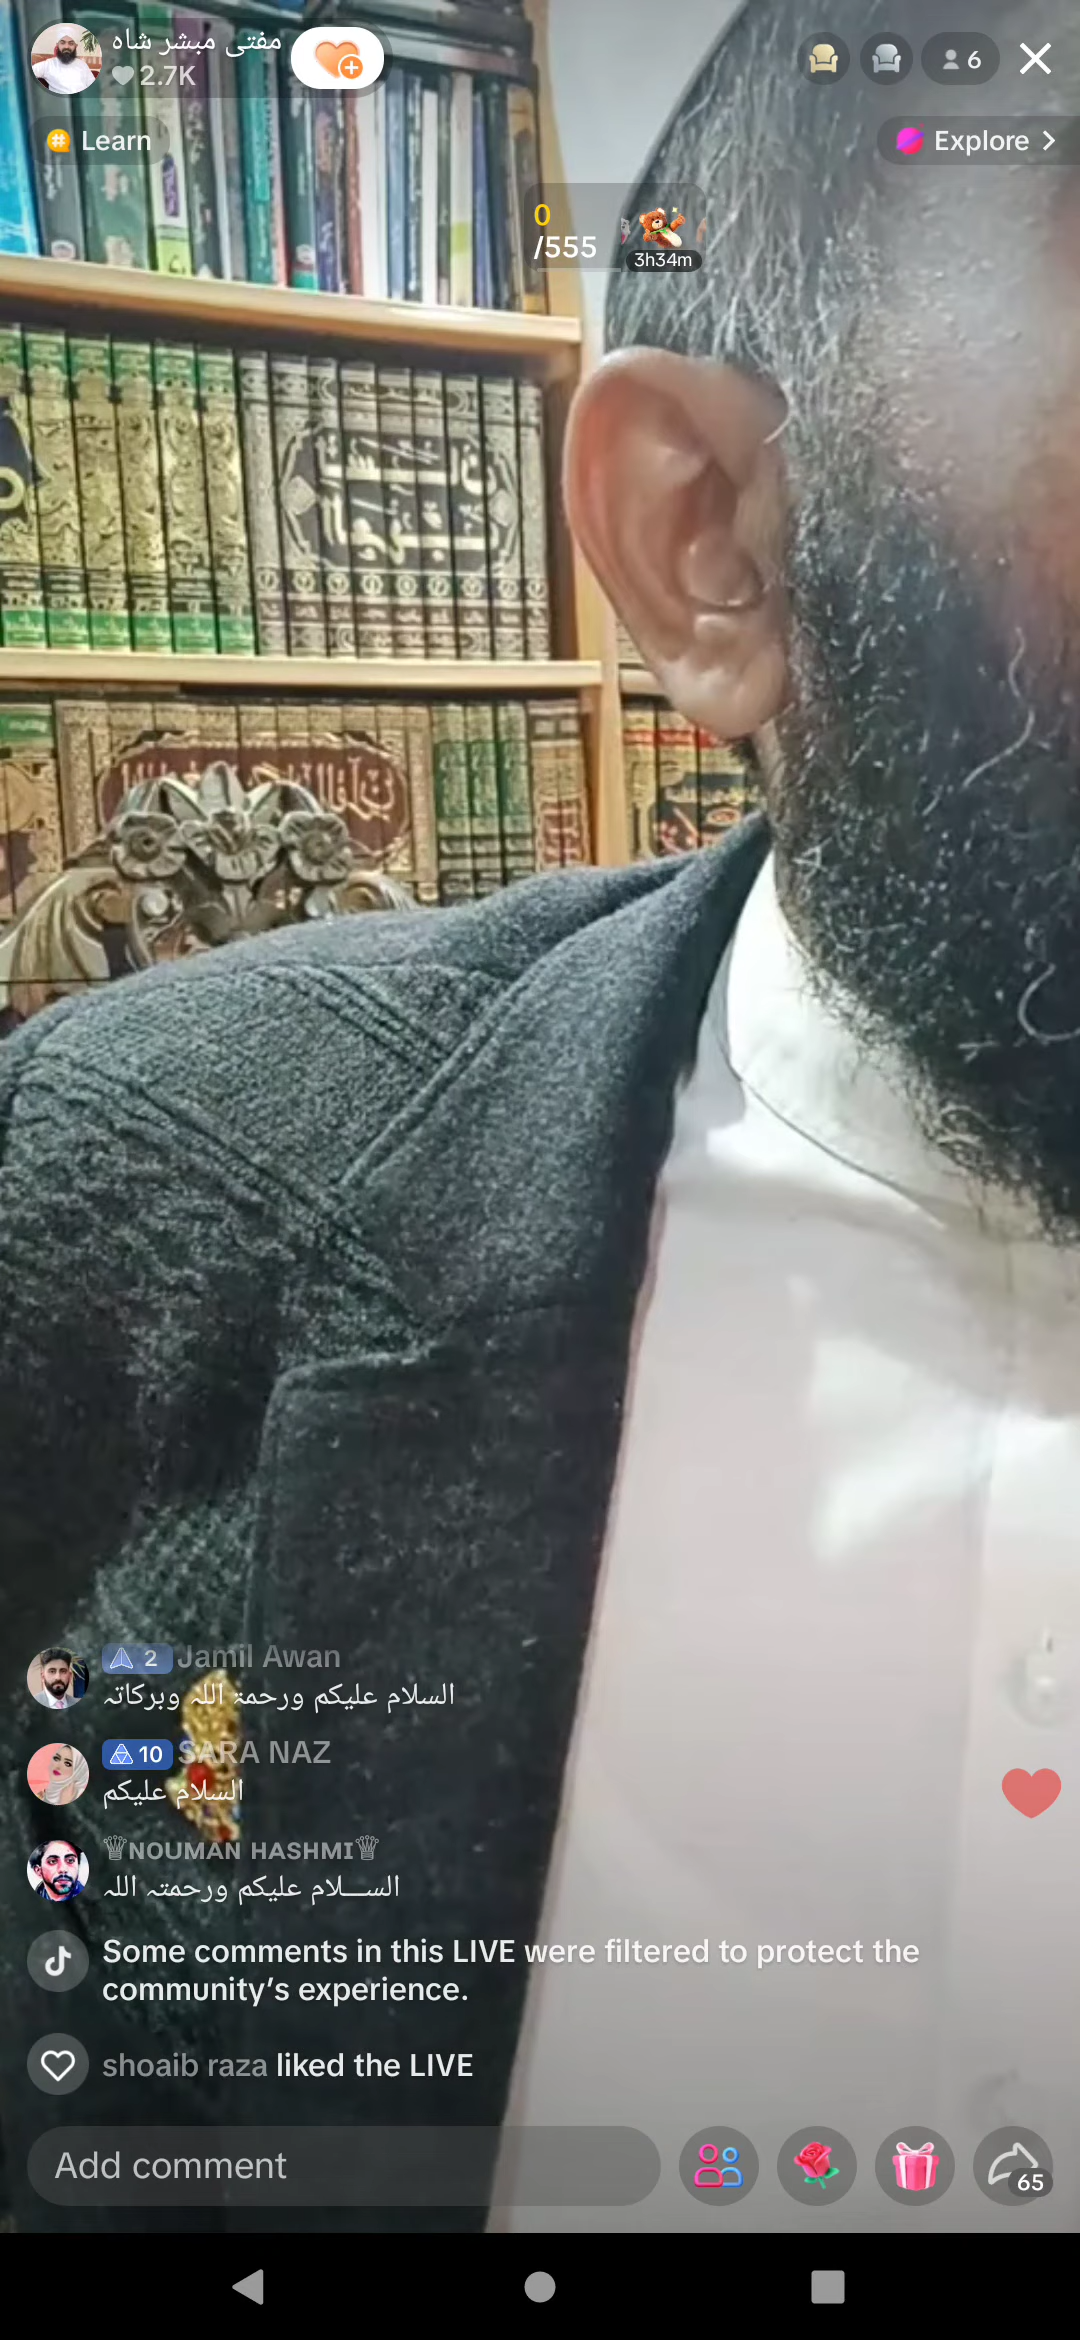 مفتی مبشر شاہ
2.7K
6
Learn
Explore
0
/555
3h34m
2 Jamil Awan
السلام علیکم ورحمۃ اللہ وبرکاتہ
10 SARA NAZ
السلام علیکم
♕NOUMAN HASHMI♕
الســلام علیکم ورحمتہ اللہ
Some comments in this LIVE were filtered to protect the
community's experience.
shoaib raza liked the LIVE
Add comment
65